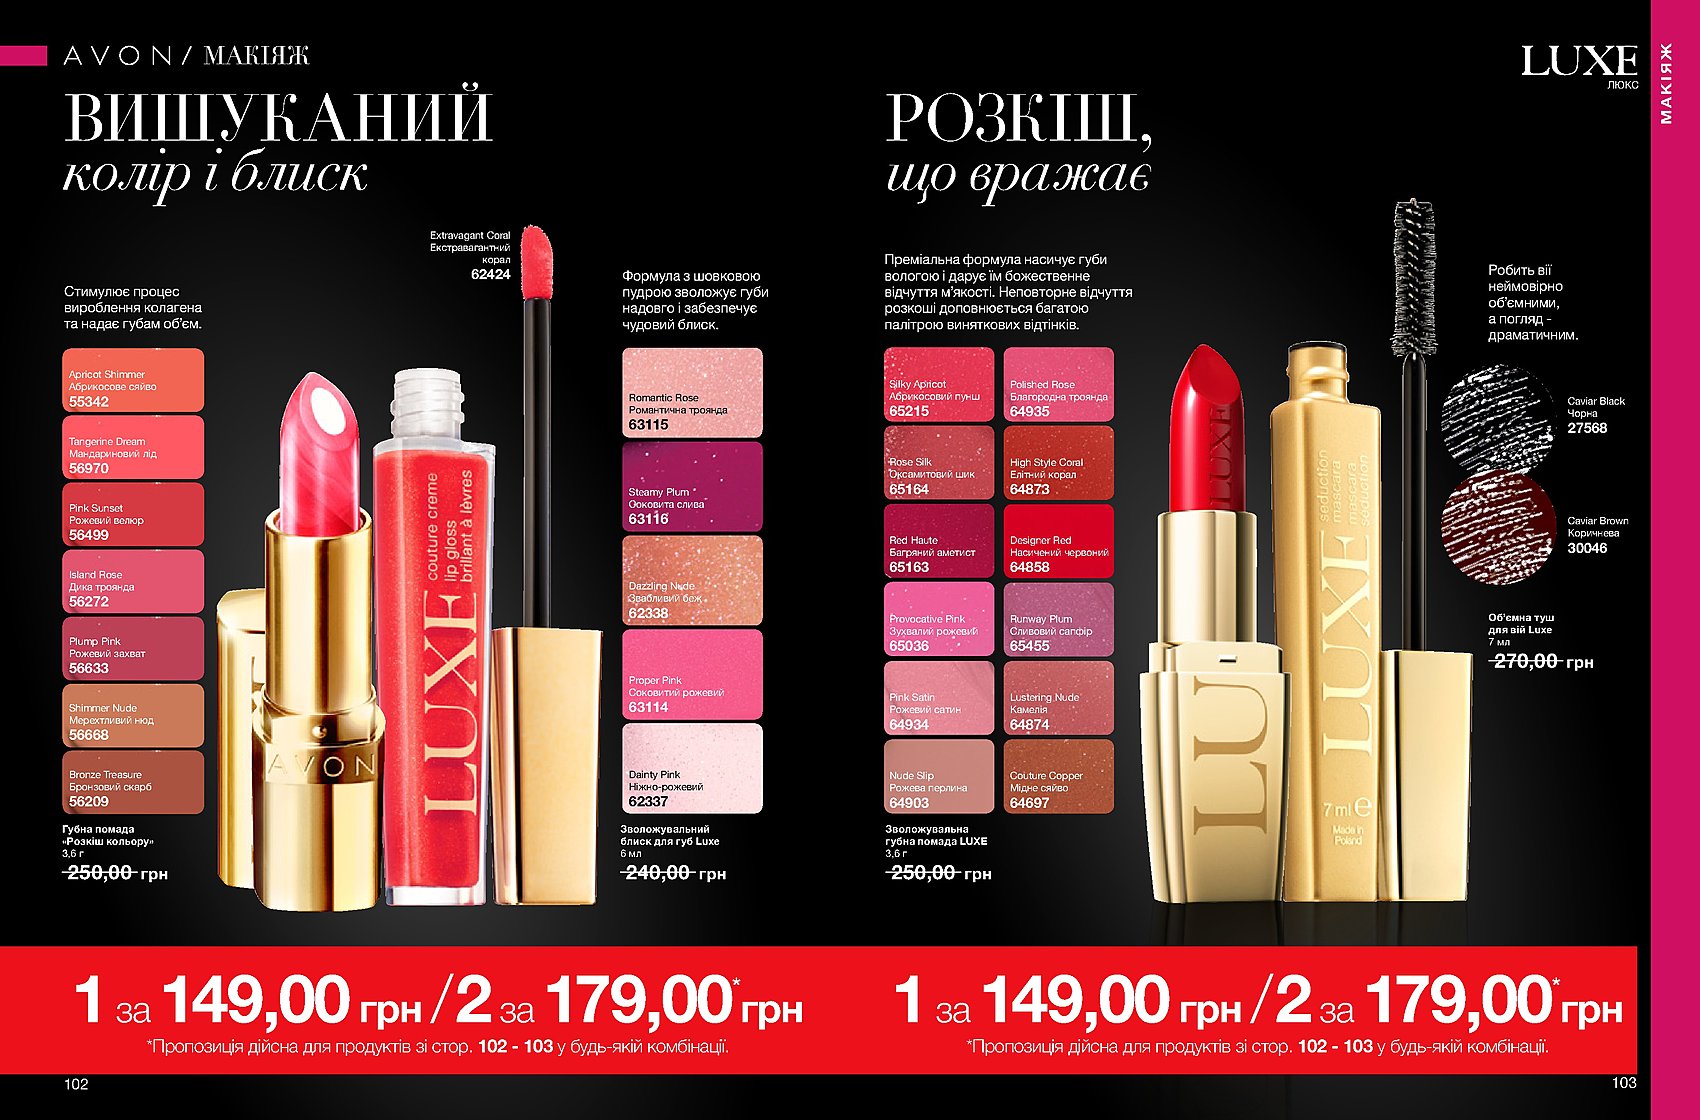 AVON / МАКІЯЖ
ВИШУКАНИЙ
колір і блиск
Extravagant Coral
Екстравагантний
корал
62424
Стимулює процес
вироблення колагена
та надає губам об'єм.
Apricot Shimmer
Абрикосове сяйво
55342
Tangerine Dream
Мандариновий лід
56970
Pink Sunset
Рожевий велюр
56499
Island Rose
Дика троянда
56272
Plump Pink
Рожевий захват
56633
Shimmer Nude
Мерехтливий нюд
56668
Bronze Treasure
Бронзовий скарб
56209
Губна помада
«Розкіш кольору»
3,6 г
250,00 грн
AVON
LUXE
couture creme
lip gloss
brillant à lèvres
Формула з шовковою
пудрою зволожує губи
надовго і забезпечує
чудовий блиск.
Romantic Rose
Романтична троянда
63115
Steamy Plum
Соковита слива
63116
Dazzling Nude
Звабливий беж
62338
Proper Pink
Соковитий рожевий
63114
Dainty Pink
Ніжно-рожевий
62337
Зволожувальний
блиск для губ Luxe
6 мл
240,00 грн
1 за 149,00 грн / 2 за 179,00* грн
*Пропозиція дійсна для продуктів зі стор. 102 - 103 у будь-якій комбінації.
102
LUXE
ЛЮКС
МАКІЯЖ
РОЗКІШ,
що вражає
Преміальна формула насичує губи
вологою і дарує їм божественне
відчуття м'якості. Неповторне відчуття
розкоші доповнюється багатою
палітрою виняткових відтінків.
Silky Apricot
Абрикосовий пунш
65215
Polished Rose
Благородна троянда
64935
Rose Silk
Оксамитовий шик
65164
High Style Coral
Елітний корал
64873
Red Haute
Багряний аметист
65163
Designer Red
Насичений червоний
64858
Provocative Pink
Зухвалий рожевий
65036
Runway Plum
Сливовий сапфір
65455
Pink Satin
Рожевий сатин
64934
Lustering Nude
Камелія
64874
Nude Slip
Рожева перлина
64903
Couture Copper
Мідне сяйво
64697
Зволожувальна
губна помада LUXE
3,6 г
250,00 грн
LUXE
LU
LUXE
seduction
mascara
mascara
seduction
7 ml e
Made in
Poland
Робить вії
неймовірно
об'ємними,
а погляд -
драматичним.
Caviar Black
Чорна
27568
Caviar Brown
Коричнева
30046
Об'ємна туш
для вій Luxe
7 мл
270,00 грн
1 за 149,00 грн / 2 за 179,00* грн
*Пропозиція дійсна для продуктів зі стор. 102 - 103 у будь-якій комбінації.
103